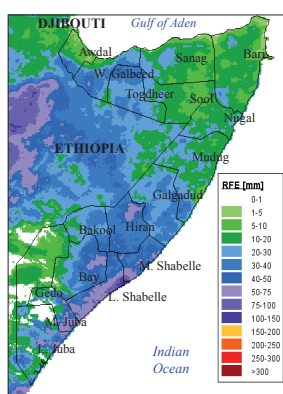 DJIBOUTI
Gulf of Aden
Awdal
Sanag
Bari
W. Galbeed
Togdheer
Sool
Nugal
ETHIOPIA
Mudug
Galgadud
Bakool
Hiran
Bay
M. Shabelle
Gedo
L. Shabelle
M. Juba
L. Juba
Indian
Ocean
RFE [mm]
0-1
1-5
5-10
10-20
20-30
30-40
40-50
50-75
75-100
100-150
150-200
200-250
250-300
>300